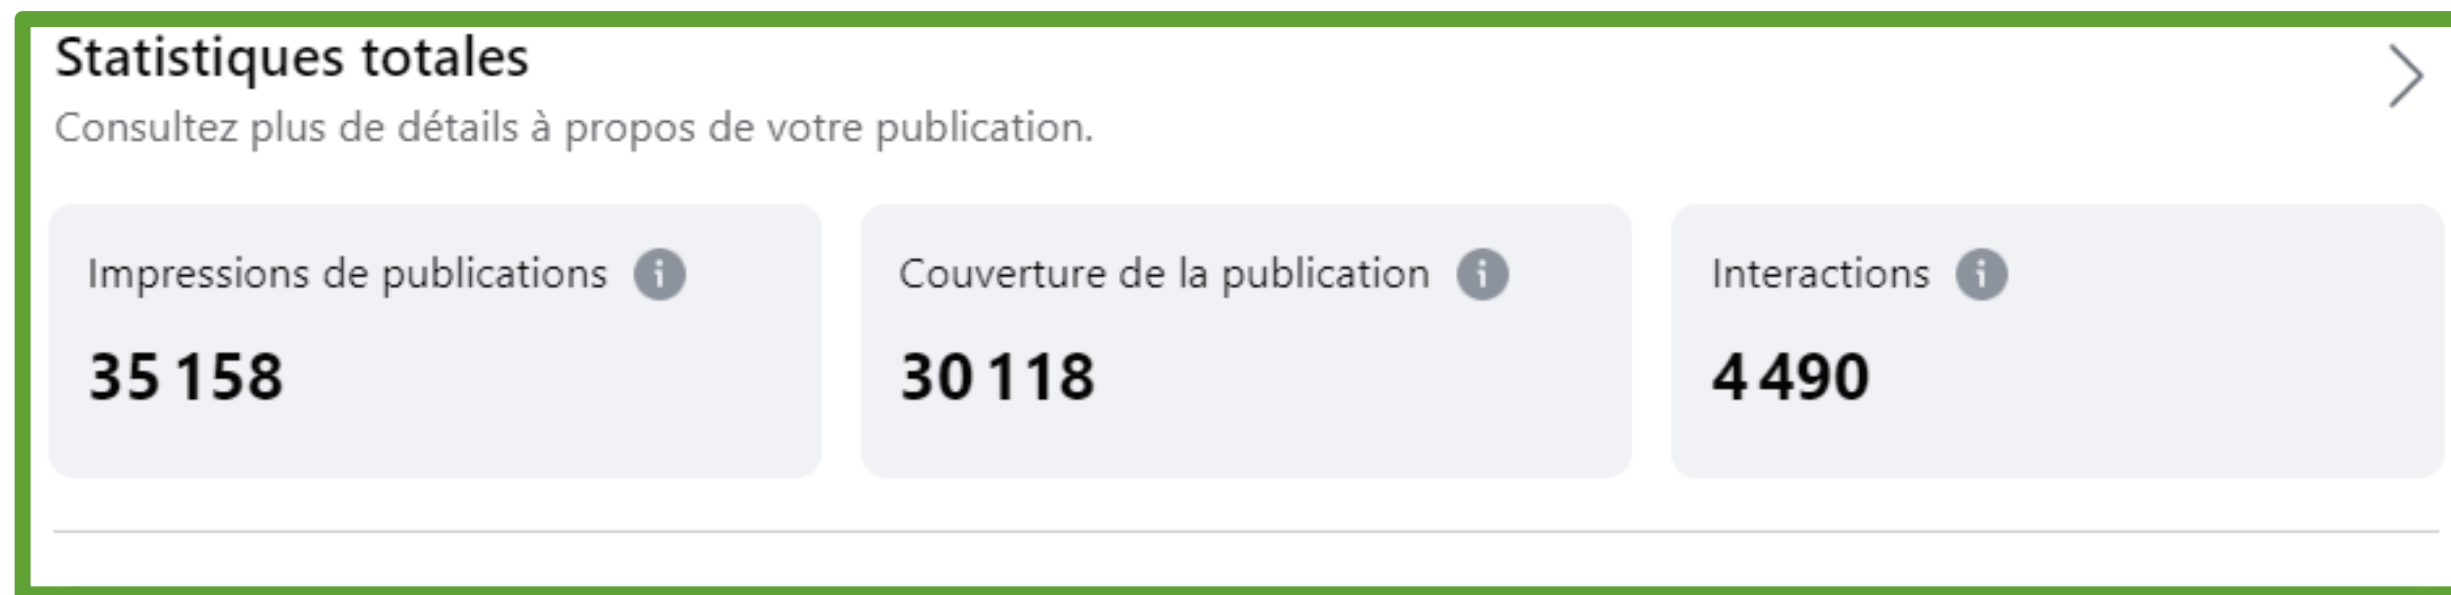 Statistiques totales
Consultez plus de détails à propos de votre publication.
Impressions de publications
35 158
Couverture de la publication
30 118
Interactions
4 490